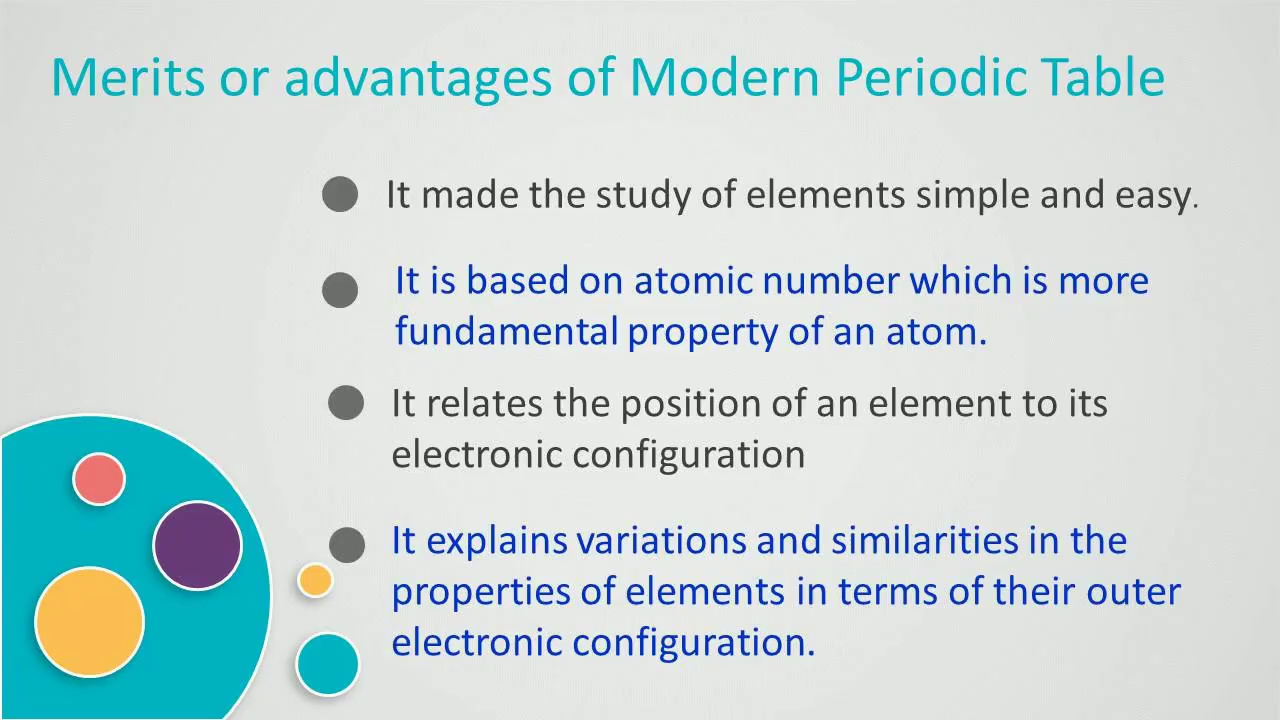 Merits or advantages of Modern Periodic Table
It made the study of elements simple and easy.
It is based on atomic number which is more
fundamental property of an atom.
It relates the position of an element to its
electronic configuration
It explains variations and similarities in the
properties of elements in terms of their outer
electronic configuration.